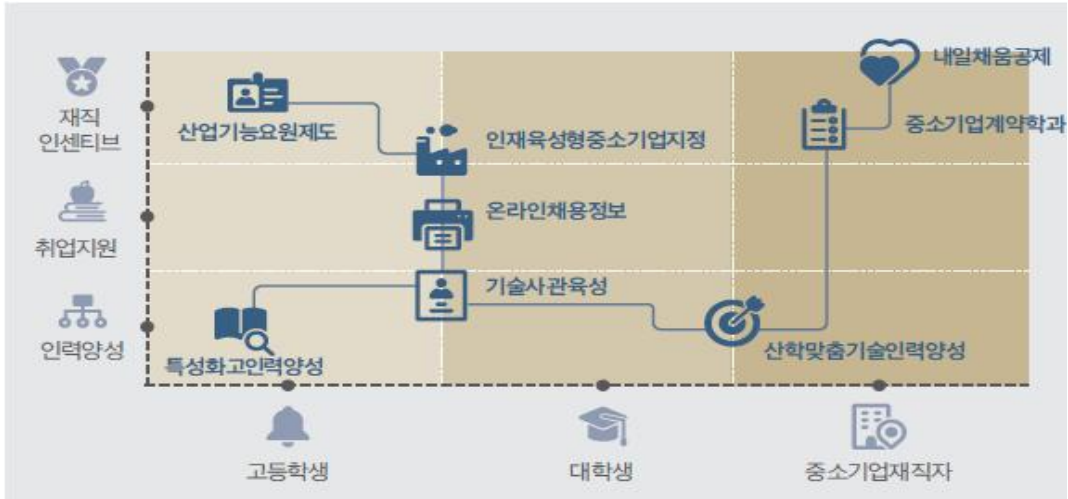 내일채움공제
재직
인센티브
산업기능요원제도
인재육성형중소기업지정
중소기업계약학과
온라인채용정보
취업지원
기술사관육성
인력양성
특성화고인력양성
산학맞춤기술인력양성
고등학생
대학생
중소기업재직자